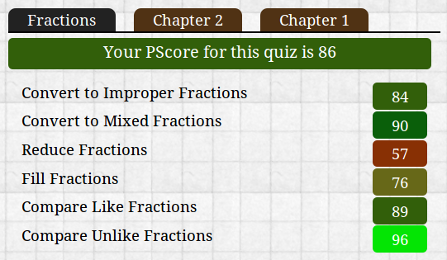 Fractions Chapter 2 Chapter 1
Your PScore for this quiz is 86
Convert to Improper Fractions 84
Convert to Mixed Fractions 90
Reduce Fractions 57
Fill Fractions 76
Compare Like Fractions 89
Compare Unlike Fractions 96